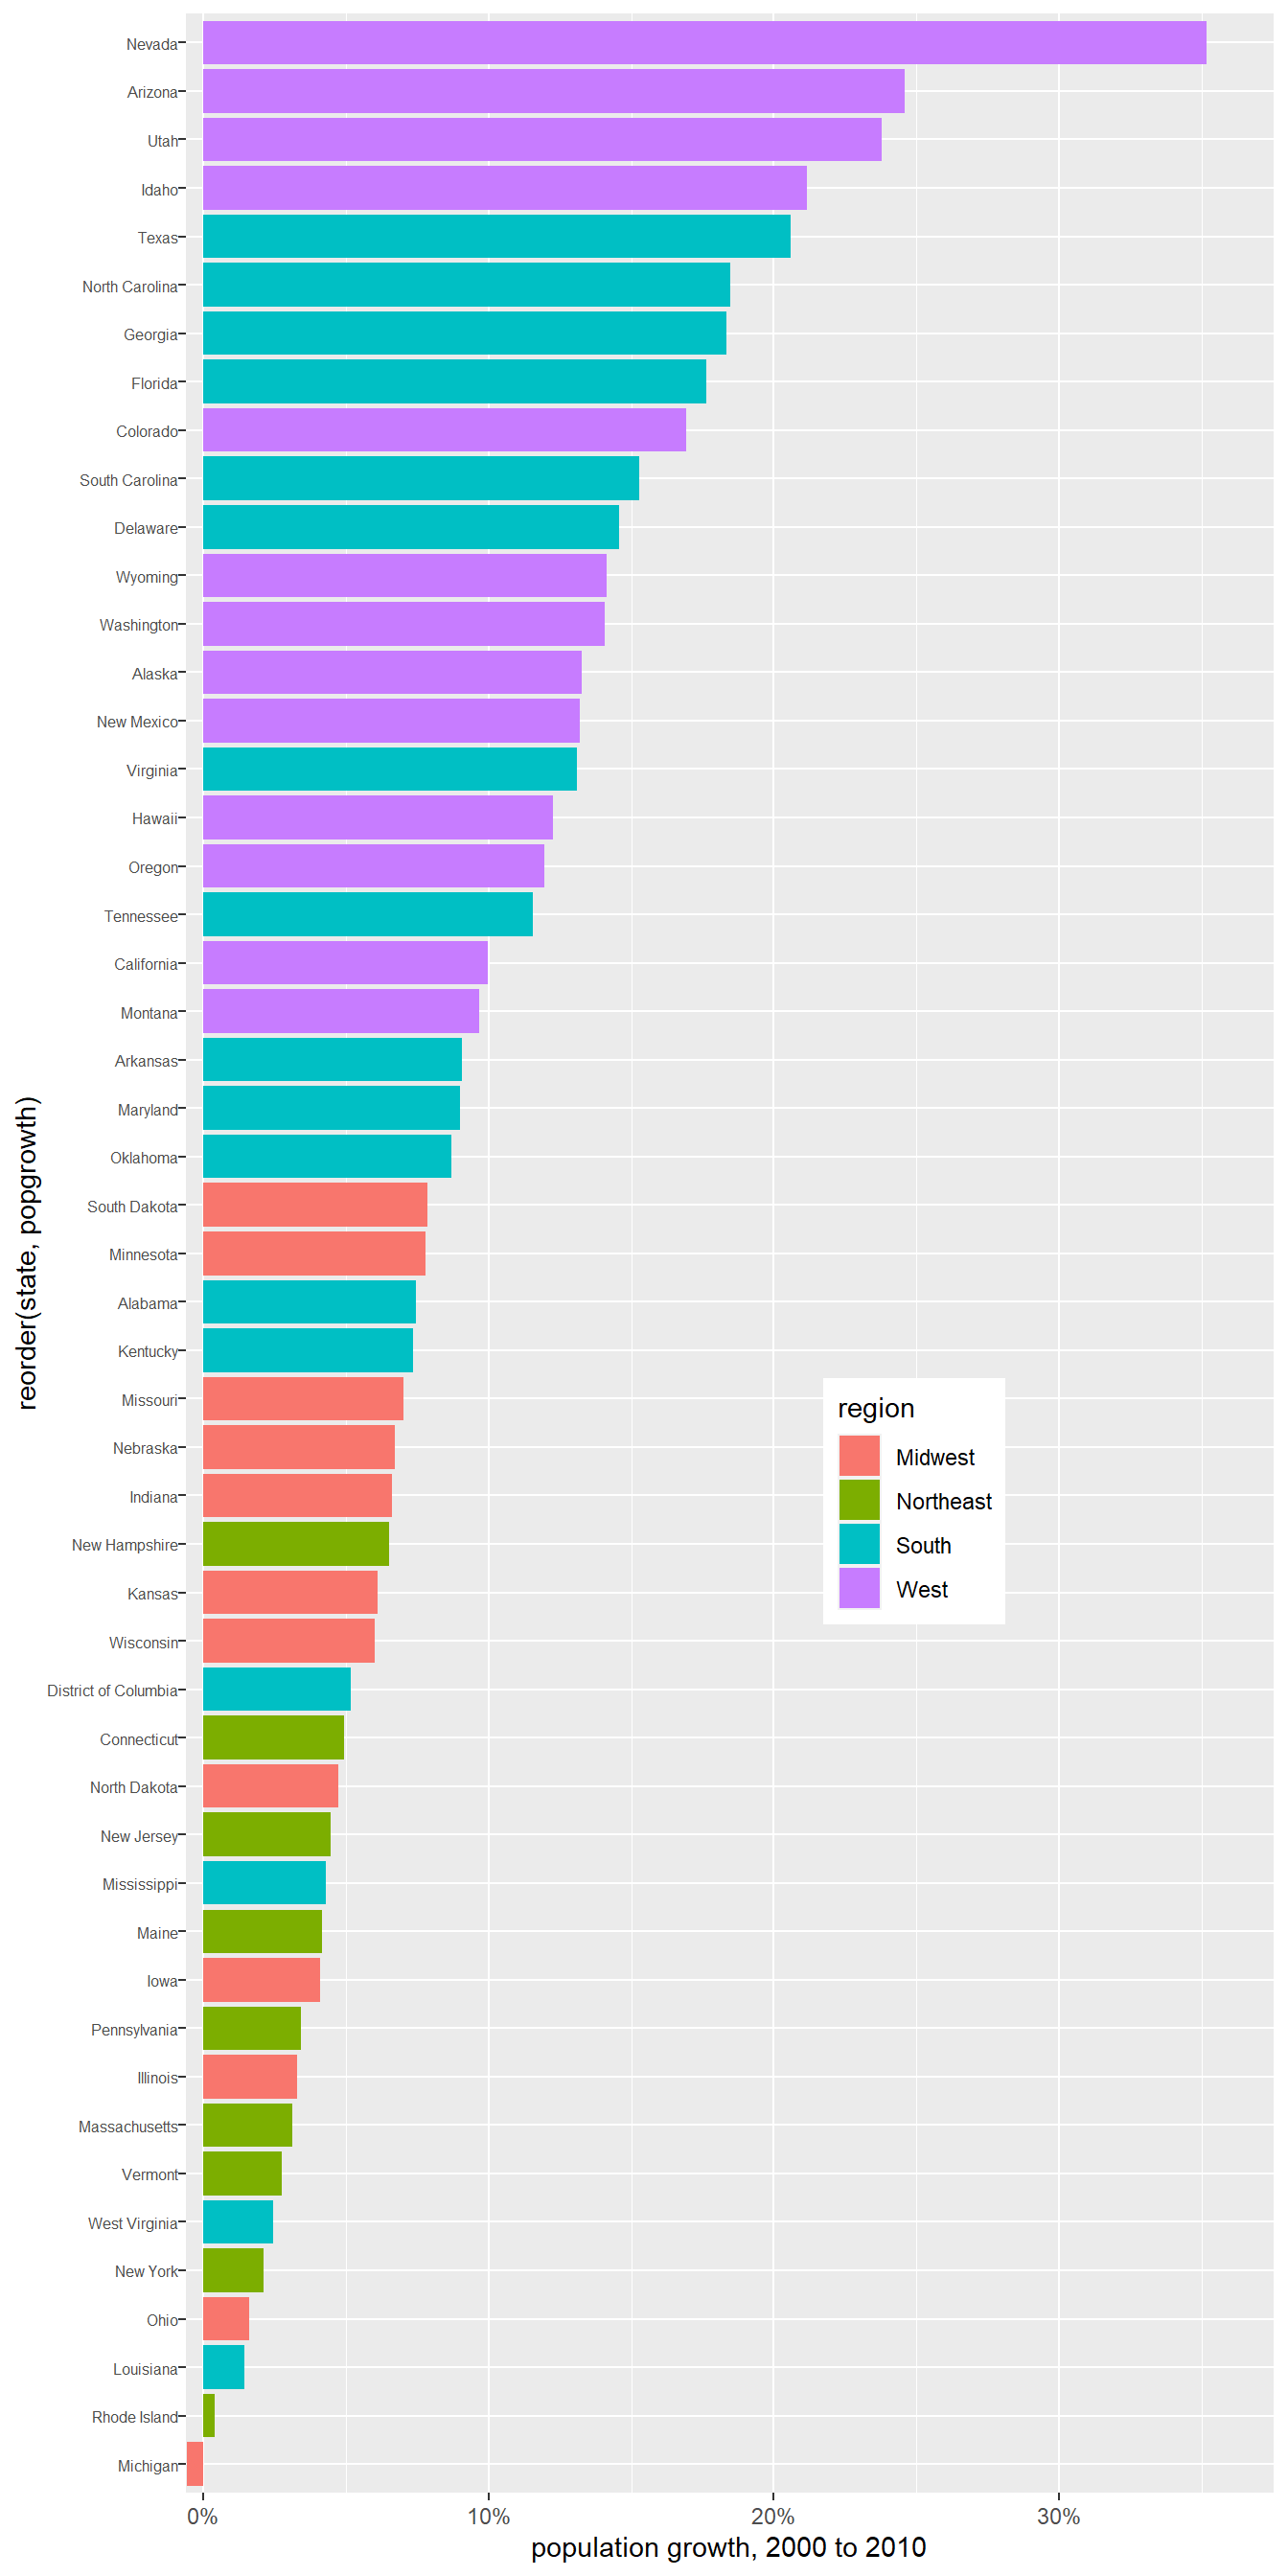 Nevada
Arizona
Utah
Idaho
Texas
North Carolina
Georgia
Florida
Colorado
South Carolina
Delaware
Wyoming
Washington
Alaska
New Mexico
Virginia
Hawaii
Oregon
Tennessee
California
Montana
Arkansas
Maryland
Oklahoma
South Dakota
Minnesota
Alabama
Kentucky
Missouri
Nebraska
Indiana
New Hampshire
Kansas
Wisconsin
District of Columbia
Connecticut
North Dakota
New Jersey
Mississippi
Maine
Iowa
Pennsylvania
Illinois
Massachusetts
Vermont
West Virginia
New York
Ohio
Louisiana
Rhode Island
Michigan
reorder(state, popgrowth)
region
Midwest
Northeast
South
West
0% 10% 20% 30%
population growth, 2000 to 2010